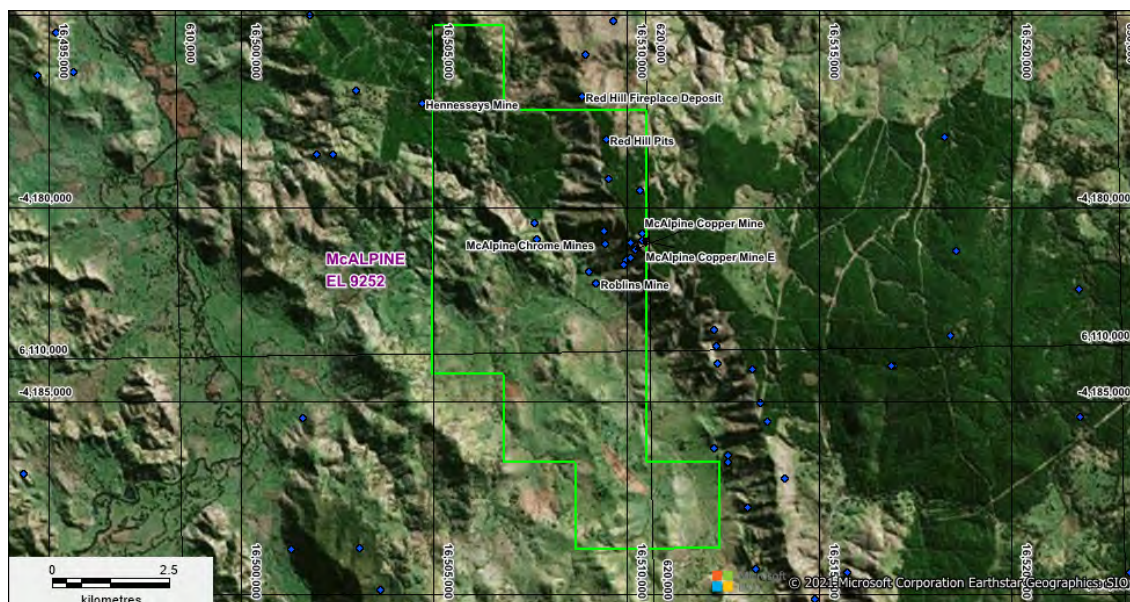 16,495,000
610,000
16,500,000
16,505,000
16,510,000
620,000
16,515,000
16,520,000
Hennesseys Mine
Red Hill Fireplace Deposit
Red Hill Pits
-4,180,000
-4,180,000
McAlpine Copper Mine
McAlpine Chrome Mines
McAlpine Copper Mine E
McALPINE
EL 9252
Roblins Mine
6,110,000
6,110,000
-4,185,000
-4,185,000
16,500,000
16,505,000
16,510,000
620,000
16,515,000
16,520,000
0 2.5
kilometres
Microsoft
© 2021 Microsoft Corporation Earthstar Geographics SIO